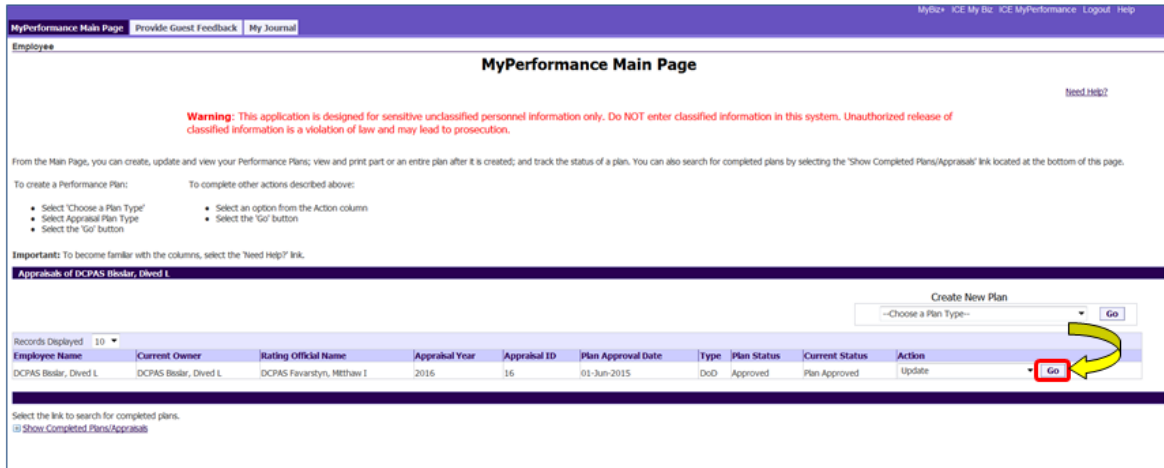 MyBiz+ ICE My Biz ICE MyPerformance Logout Help
MyPerformance Main Page Provide Guest Feedback My Journal
Employee
MyPerformance Main Page
Need Help?
Warning: This application is designed for sensitive unclassified personnel information only. Do NOT enter classified information in this system. Unauthorized release of
classified information is a violation of law and may lead to prosecution.
From the Main Page, you can create, update and view your Performance Plans; view and print part or an entire plan after it is created; and track the status of a plan. You can also search for completed plans by selecting the 'Show Completed Plans/Appraisals' link located at the bottom of this page.
To create a Performance Plan: To complete other actions described above:
• Select 'Choose a Plan Type' • Select an option from the Action column
• Select Appraisal Plan Type • Select the 'Go' button
• Select the 'Go' button
Important: To become familiar with the columns, select the 'Need Help?' link.
Appraisals of DCPAS Bisslar, Dived L
Create New Plan
--Choose a Plan Type-- Go
Records Displayed 10
Employee Name Current Owner Rating Official Name Appraisal Year Appraisal ID Plan Approval Date Type Plan Status Current Status Action
DCPAS Bisslar, Dived L DCPAS Bisslar, Dived L DCPAS Favarstyn, Mitthaw I 2016 16 01-Jun-2015 DoD Approved Plan Approved Update Go
Select the link to search for completed plans.
Show Completed Plans/Appraisals